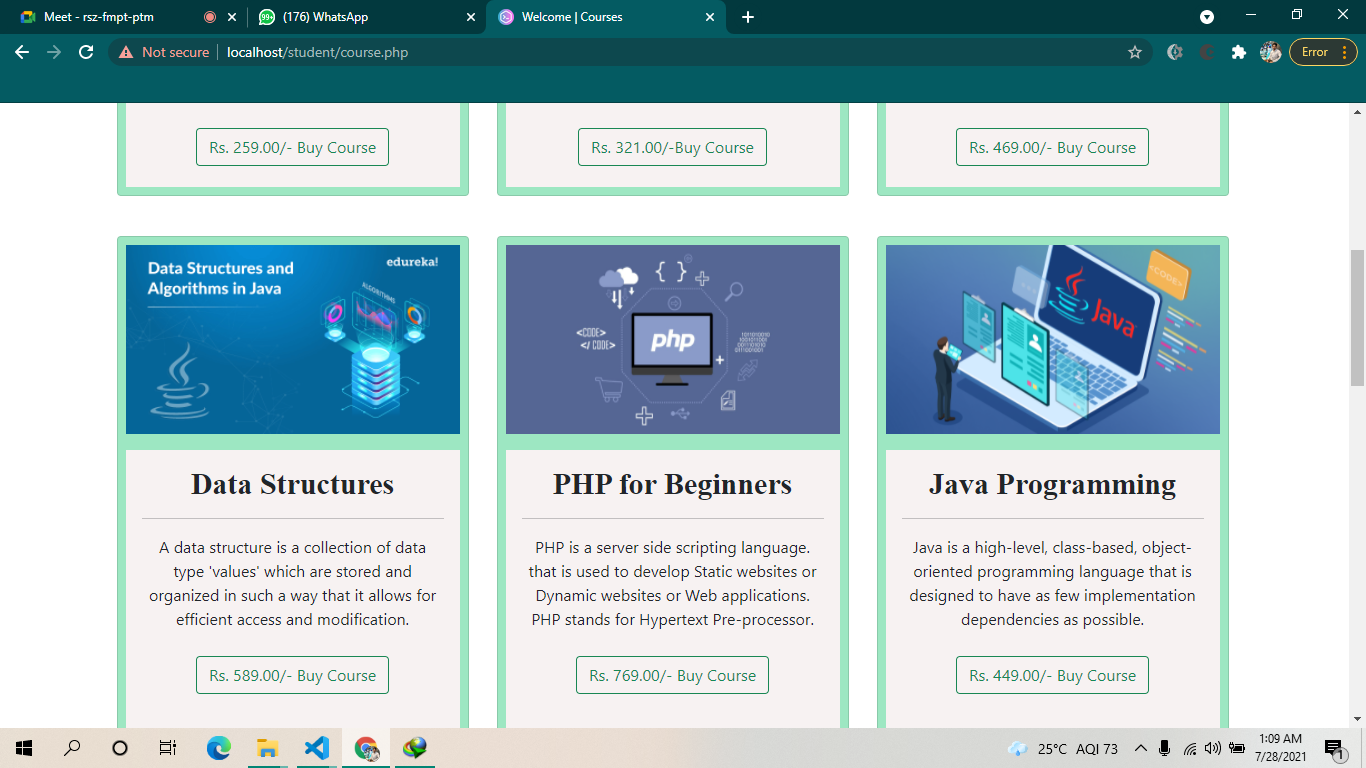 Meet - rsz-fmpt-ptm
99+
(176) WhatsApp
Welcome | Courses
Not secure
localhost/student/course.php
Error
Rs. 259.00/- Buy Course
Rs. 321.00/-Buy Course
Rs. 469.00/- Buy Course
Data Structures and
Algorithms in Java
edureka!
ALGORITHMS
{ }
<CODE>
</ CODE>
php
<CODE>
Java
Data Structures
A data structure is a collection of data
type 'values' which are stored and
organized in such a way that it allows for
efficient access and modification.
Rs. 589.00/- Buy Course
PHP for Beginners
PHP is a server side scripting language.
that is used to develop Static websites or
Dynamic websites or Web applications.
PHP stands for Hypertext Pre-processor.
Rs. 769.00/- Buy Course
Java Programming
Java is a high-level, class-based, object-
oriented programming language that is
designed to have as few implementation
dependencies as possible.
Rs. 449.00/- Buy Course
25°C AQI 73
1:09 AM
7/28/2021
1